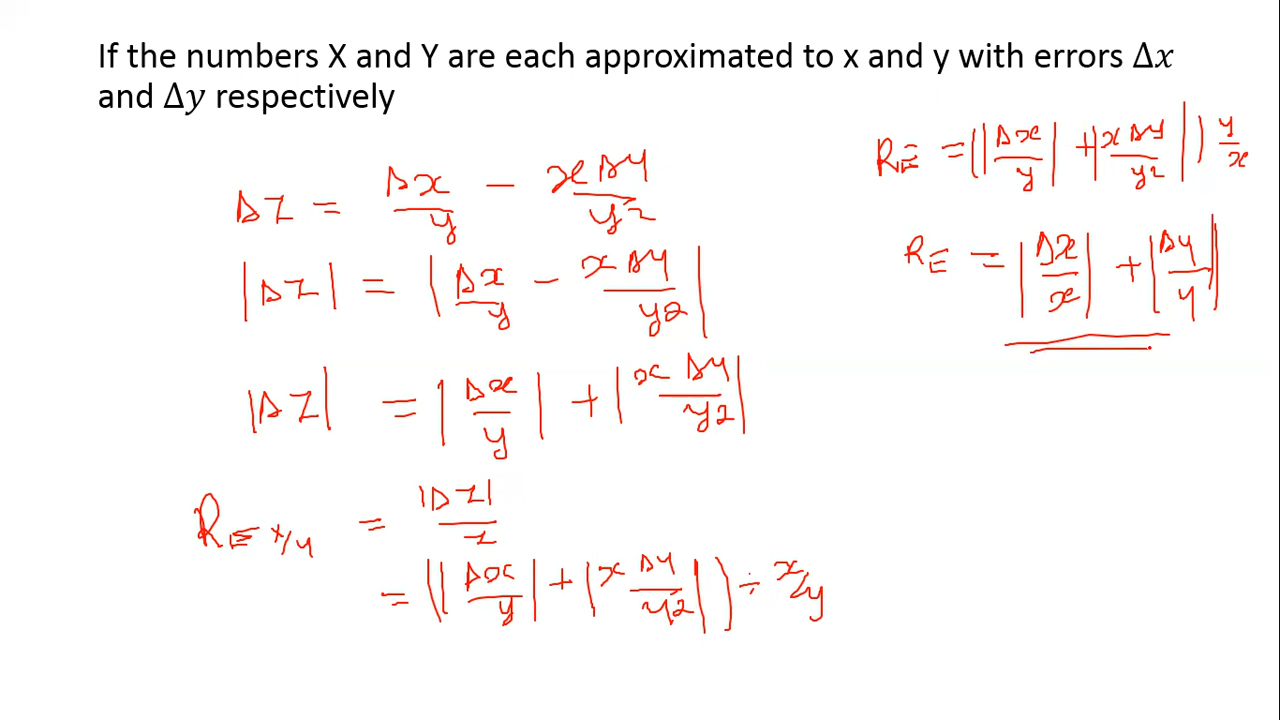 If the numbers X and Y are each approximated to x and y with errors Δ𝑥
and Δ𝑦 respectively
ΔZ = Δx/y − xΔy/y2
|ΔZ| = |Δx/y − xΔy/y2|
|ΔZ| = |Δx/y| + |xΔy/y2|
RE x/y = |ΔZ|/z
= (|Δx/y| + |xΔy/y2|) ÷ x/y
RE = (|Δx/y| + |xΔy/y2|) y/x
RE = |Δx/x| + |Δy/y|